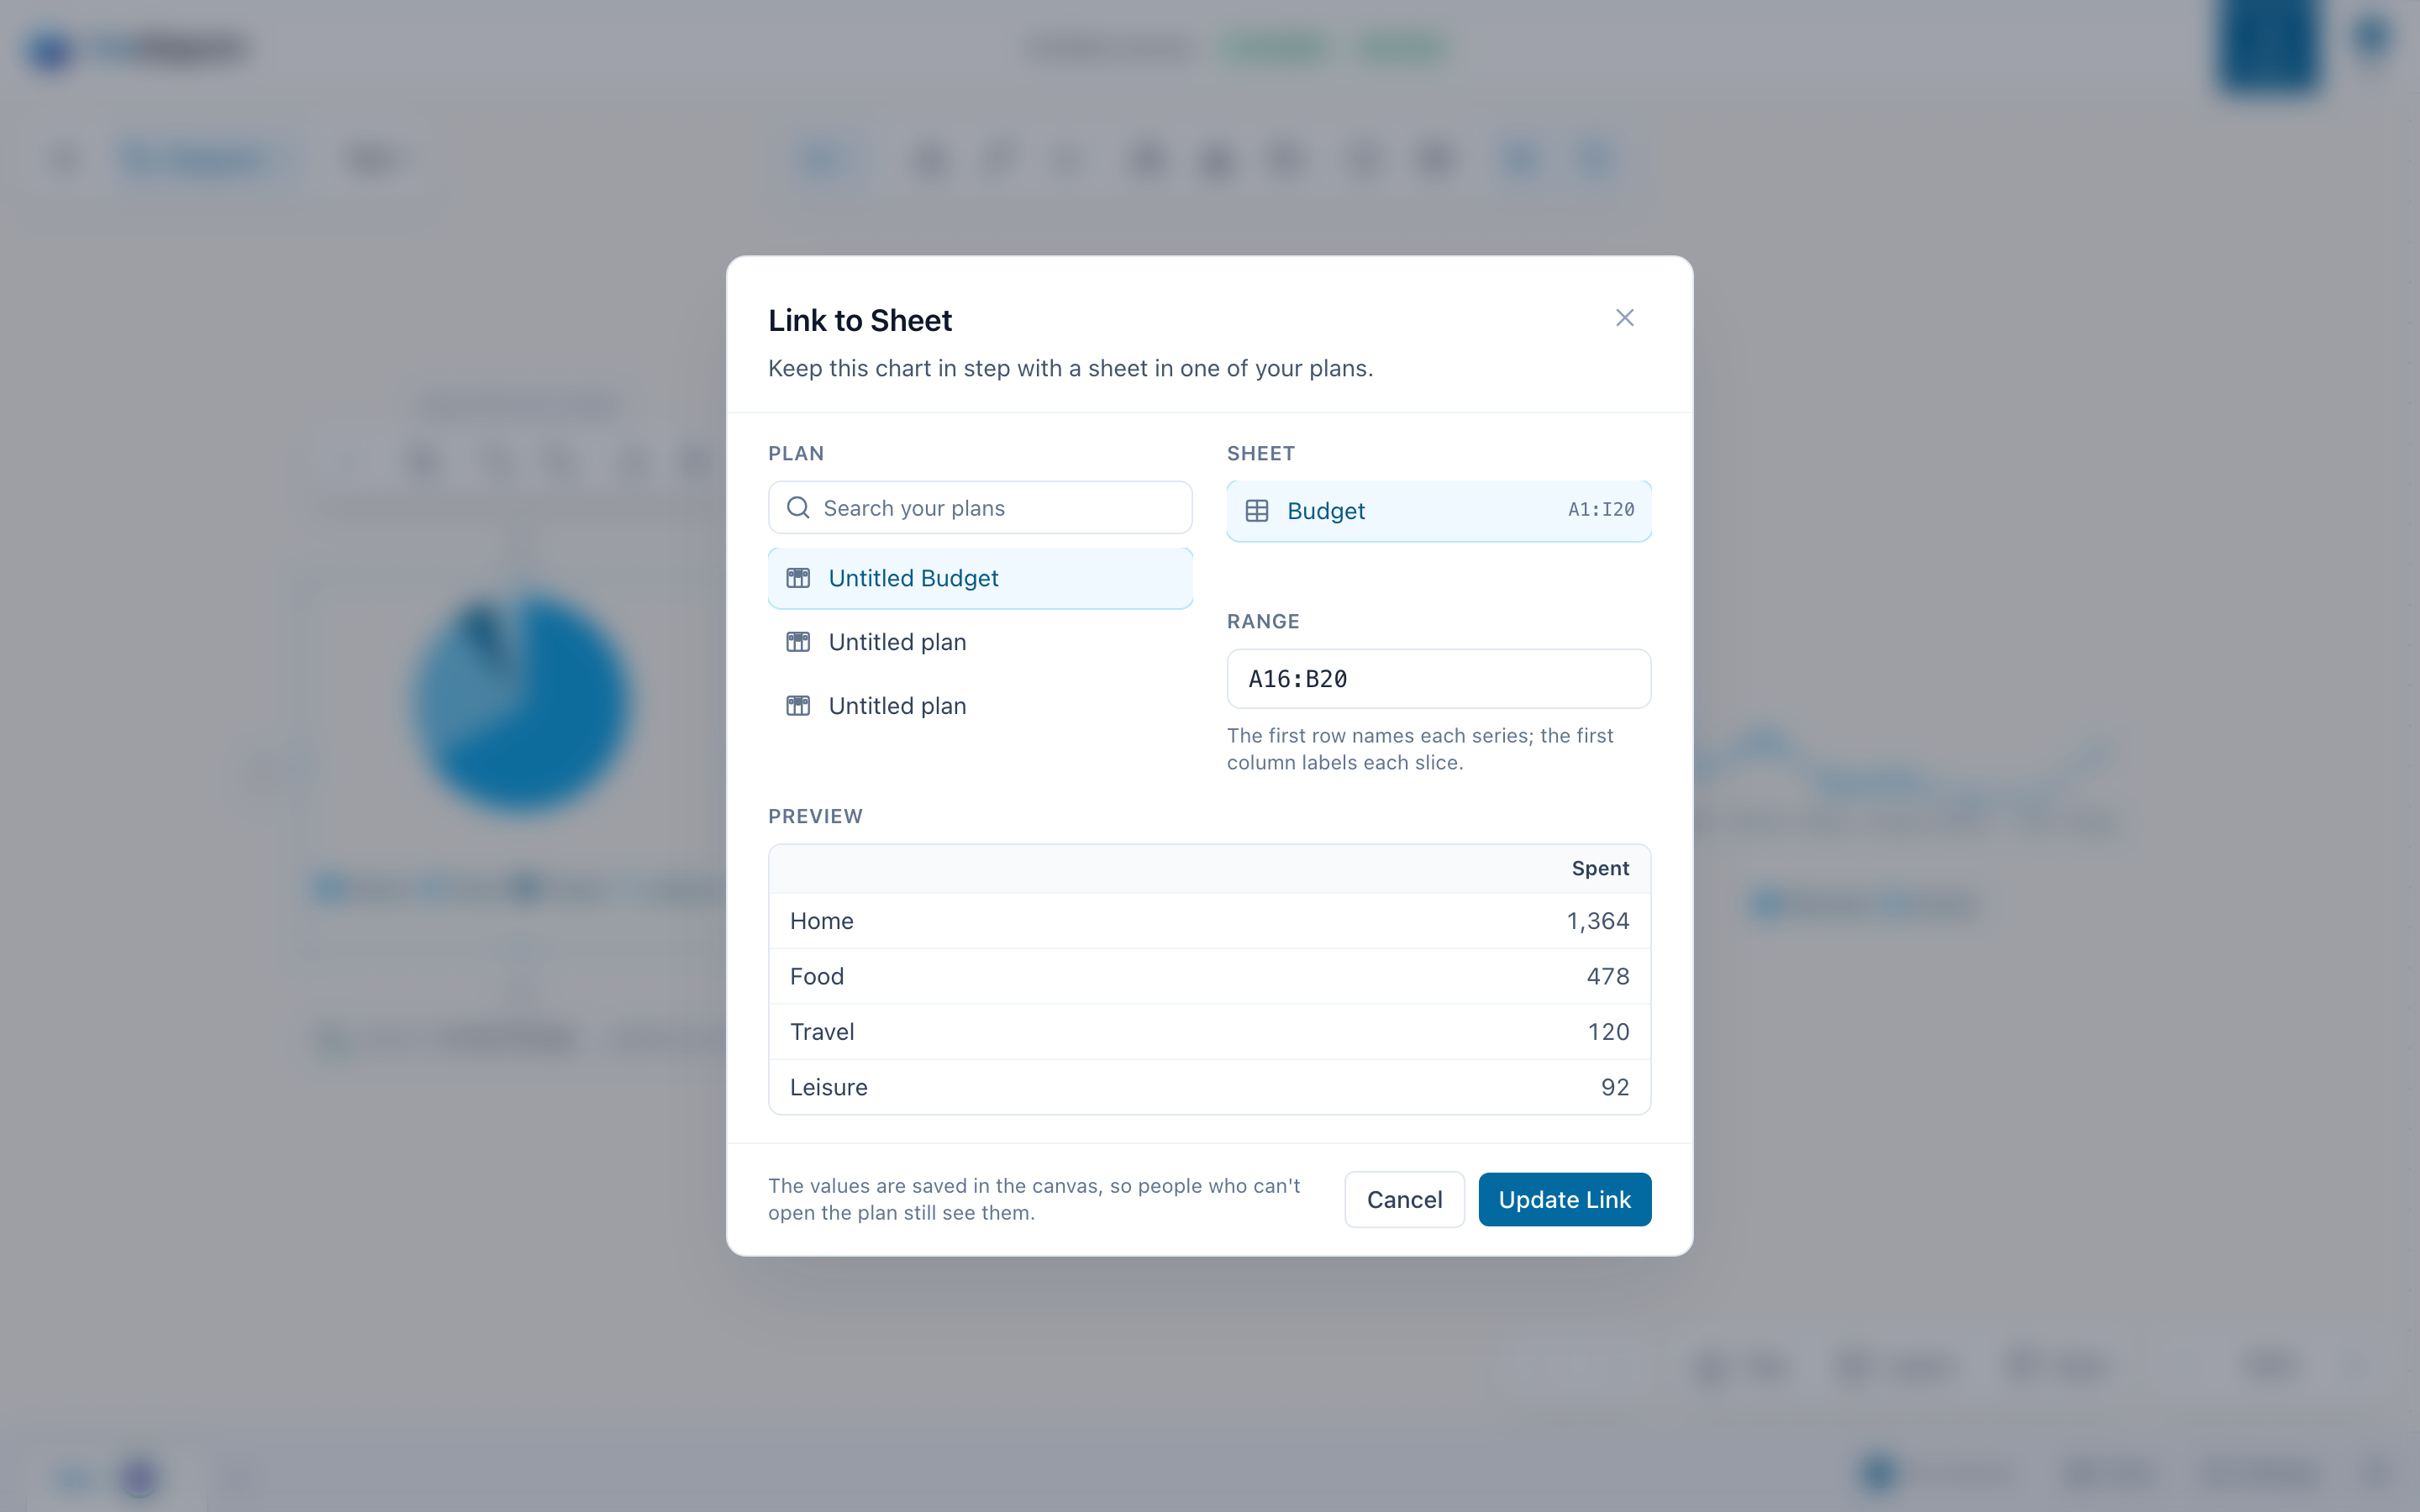 Link to Sheet
Keep this chart in step with a sheet in one of your plans.
PLAN
Search your plans
Untitled Budget
Untitled plan
Untitled plan
SHEET
Budget A1:I20
RANGE
A16:B20
The first row names each series; the first
column labels each slice.
PREVIEW
Spent
Home 1,364
Food 478
Travel 120
Leisure 92
The values are saved in the canvas, so people who can't
open the plan still see them.
Cancel
Update Link